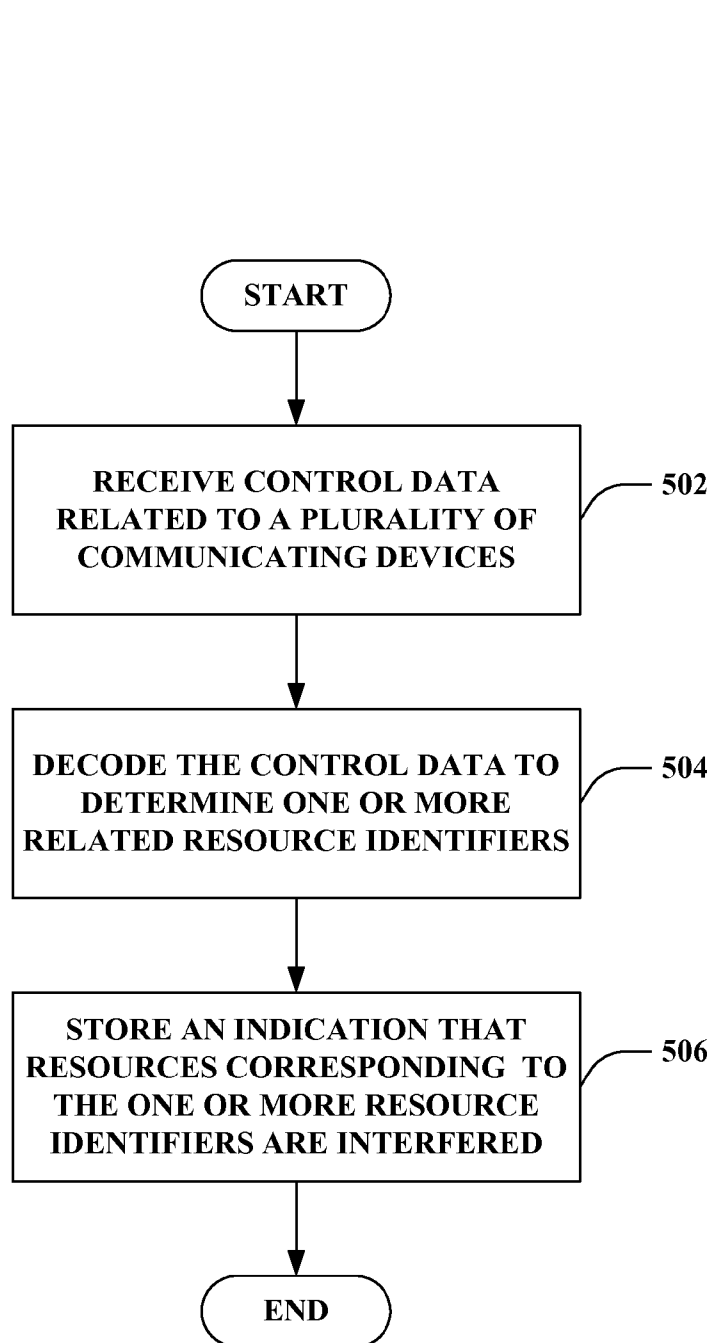 START
RECEIVE CONTROL DATA
RELATED TO A PLURALITY OF
COMMUNICATING DEVICES
502
DECODE THE CONTROL DATA TO
DETERMINE ONE OR MORE
RELATED RESOURCE IDENTIFIERS
504
STORE AN INDICATION THAT
RESOURCES CORRESPONDING TO
THE ONE OR MORE RESOURCE
IDENTIFIERS ARE INTERFERED
506
END